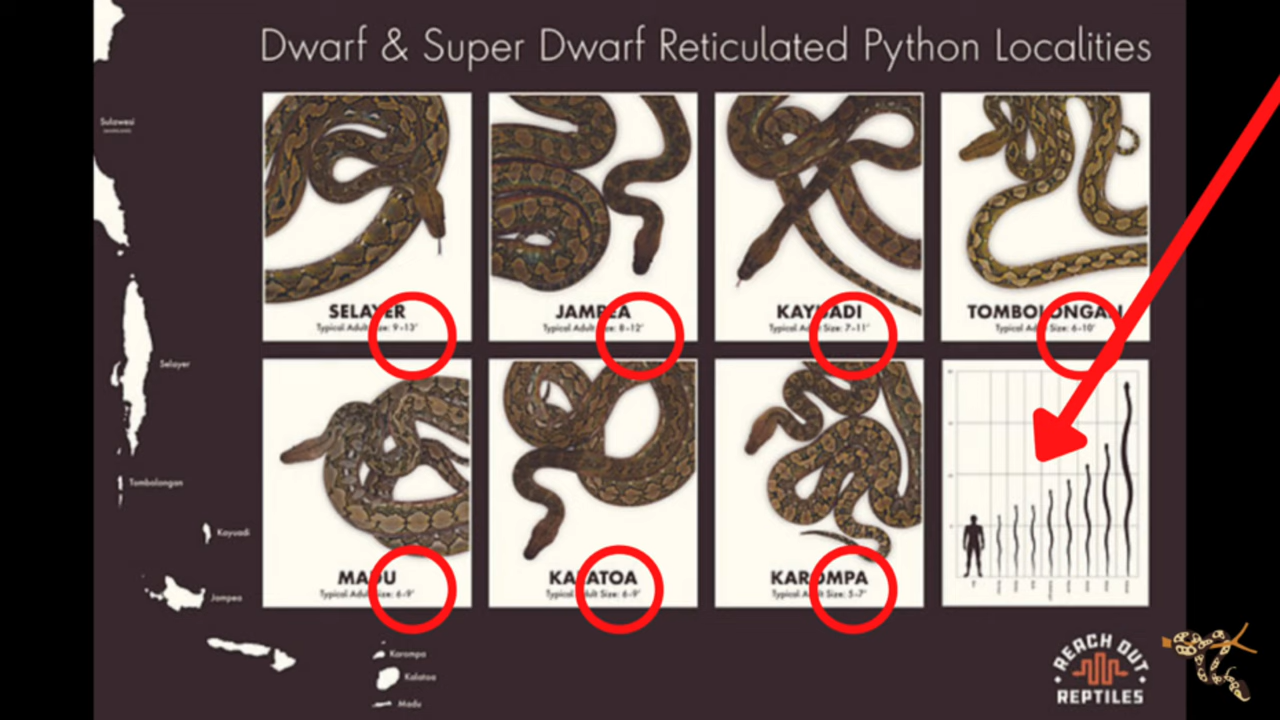 Dwarf & Super Dwarf Reticulated Python Localities
Sulawesi
SELAYER
Typical Adult Size: 9-13'
JAMPEA
Typical Adult Size: 8-12'
KAYUADI
Typical Adult Size: 7-11'
TOMBOLONGAN
Typical Adult Size: 6-10'
Selayer
Tombolongan
Kayuadi
Jampea
MADU
Typical Adult Size: 6-9'
KALATOA
Typical Adult Size: 6-9'
KAROMPA
Typical Adult Size: 5-7'
Karompa
Kalatoa
Madu
REACH OUT
REPTILES